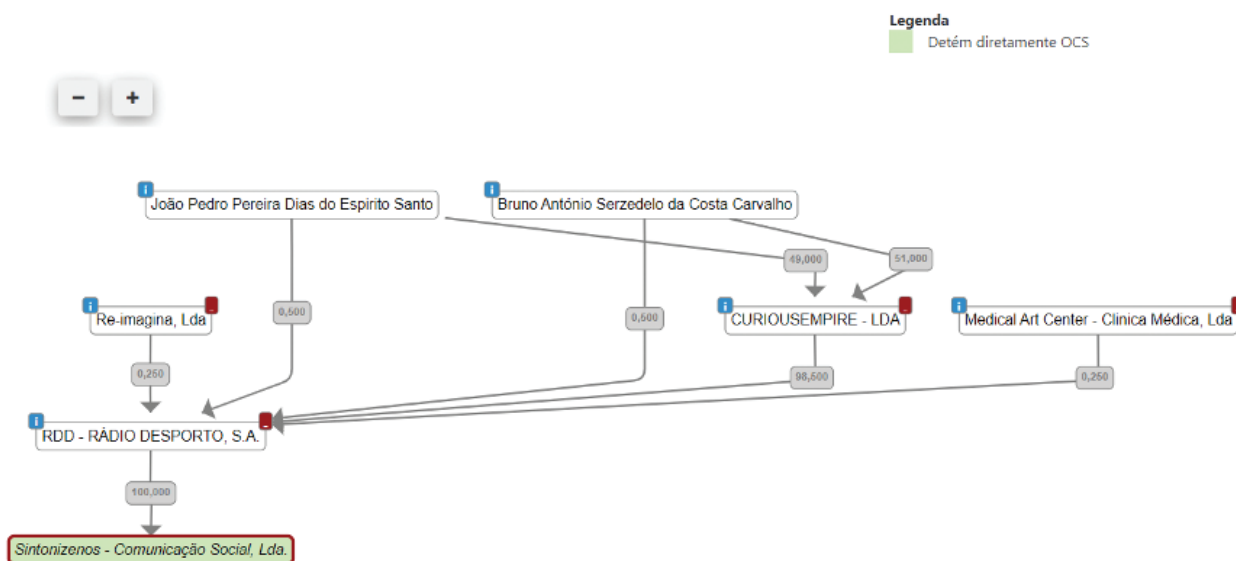 Legenda
Detém diretamente OCS
− +
João Pedro Pereira Dias do Espirito Santo
Bruno António Serzedelo da Costa Carvalho
49,000
51,000
Re-imagina, Lda
0,500
0,500
CURIOUSEMPIRE - LDA
Medical Art Center - Clinica Médica, Lda
0,250
98,500
0,250
RDD - RÁDIO DESPORTO, S.A.
100,000
Sintonizenos - Comunicação Social, Lda.